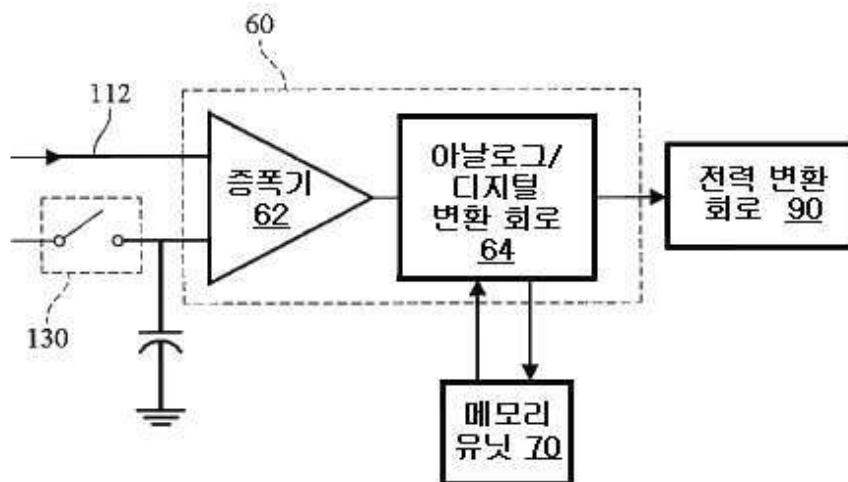 60
112
증폭기
62
아날로그/
디지털
변환 회로
64
전력 변환
회로 90
130
메모리
유닛 70